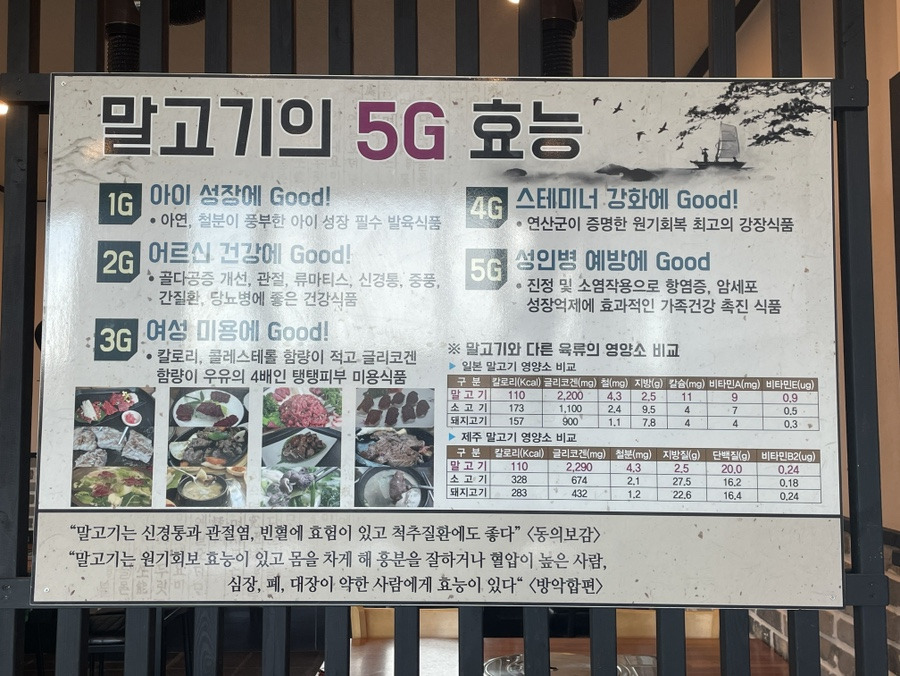 말고기의 5G 효능
1G 아이 성장에 Good!
• 아연, 철분이 풍부한 아이 성장 필수 발육식품
2G 어르신 건강에 Good!
• 골다공증 개선, 관절, 류마티스, 신경통, 중풍,
간질환, 당뇨병에 좋은 건강식품
3G 여성 미용에 Good!
• 칼로리, 콜레스테롤 함량이 적고 글리코겐
함량이 우유의 4배인 탱탱피부 미용식품
4G 스테미너 강화에 Good!
• 연산군이 증명한 원기회복 최고의 강장식품
5G 성인병 예방에 Good
• 진정 및 소염작용으로 항염증, 암세포
성장억제에 효과적인 가족건강 촉진 식품
※ 말고기와 다른 육류의 영양소 비교
▶ 일본 말고기 영양소 비교
구 분 칼로리(Kcal) 글리코겐(mg) 철(mg) 지방(g) 칼슘(mg) 비타민A(mg) 비타민E(ug)
말 고 기 110 2,200 4,3 2,5 11 9 0,9
소 고 기 173 1,100 2,4 9,5 4 7 0.5
돼지고기 157 900 1,1 7,8 4 4 0,3
▶ 제주 말고기 영양소 비교
구 분 칼로리(Kcal) 글리코겐(mg) 철분(mg) 지방질(g) 단백질(g) 비타민B2(ug)
말 고 기 110 2,290 4,3 2,5 20,0 0,24
소 고 기 328 674 2,1 27,5 16,2 0,18
돼지고기 283 432 1,2 22,6 16,4 0,24
“말고기는 신경통과 관절염, 빈혈에 효험이 있고 척추질환에도 좋다” 〈동의보감〉
“말고기는 원기회보 효능이 있고 몸을 차게 해 흥분을 잘하거나 혈압이 높은 사람,
심장, 폐, 대장이 약한 사람에게 효능이 있다“ 〈방약합편〉